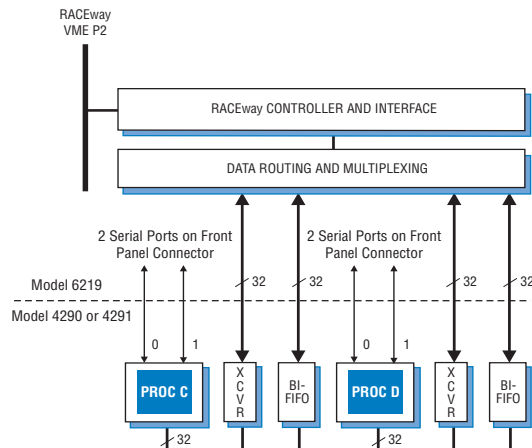 RACEway
VME P2
RACEway CONTROLLER AND INTERFACE
DATA ROUTING AND MULTIPLEXING
2 Serial Ports on Front
Panel Connector
2 Serial Ports on Front
Panel Connector
32
32
32
32
Model 6219
Model 4290 or 4291
0
1
0
1
PROC C
X
C
V
R
BI-
FIFO
PROC D
X
C
V
R
BI-
FIFO
32
32